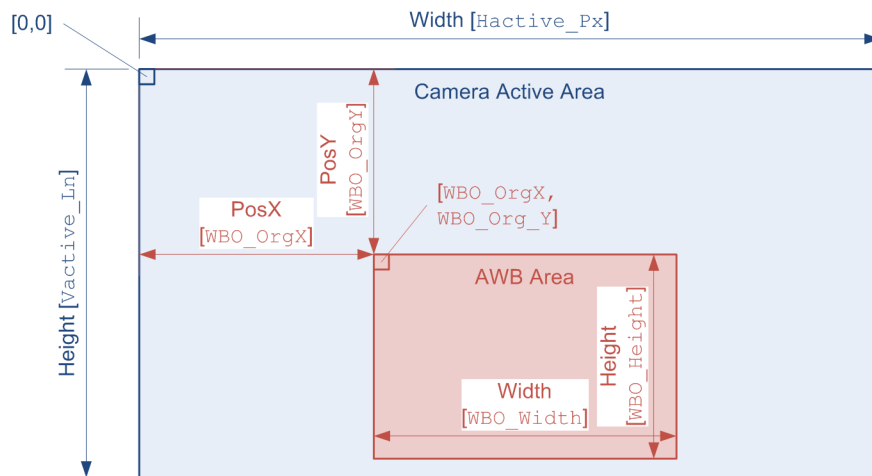 [0,0]
Width [Hactive_Px]
Camera Active Area
Height [Vactive_Ln]
PosY
[WBO_OrgY]
PosX
[WBO_OrgX]
[WBO_OrgX,
WBO_Org_Y]
AWB Area
Height
[WBO_Height]
Width
[WBO_Width]